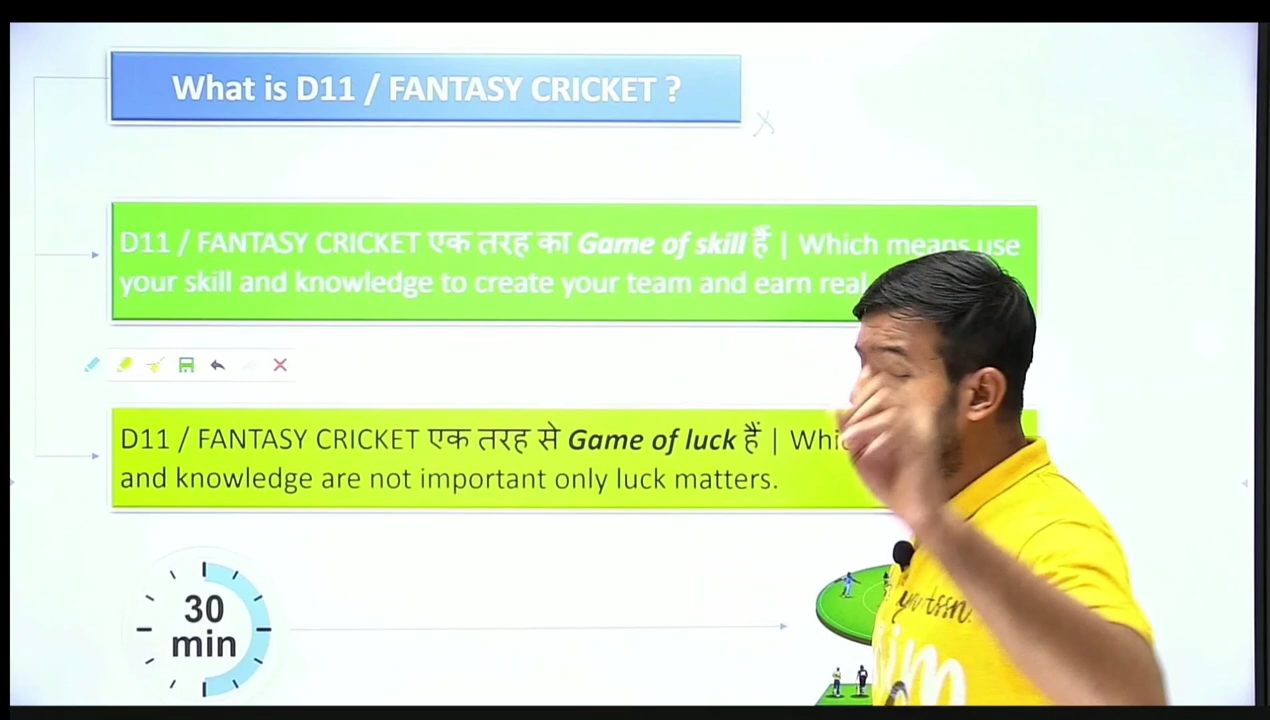 What is D11 / FANTASY CRICKET ?
D11 / FANTASY CRICKET एक तरह का Game of skill हैं | Which means use
your skill and knowledge to create your team and earn real
D11 / FANTASY CRICKET एक तरह से Game of luck हैं |
and knowledge are not important only luck matters.
30
min